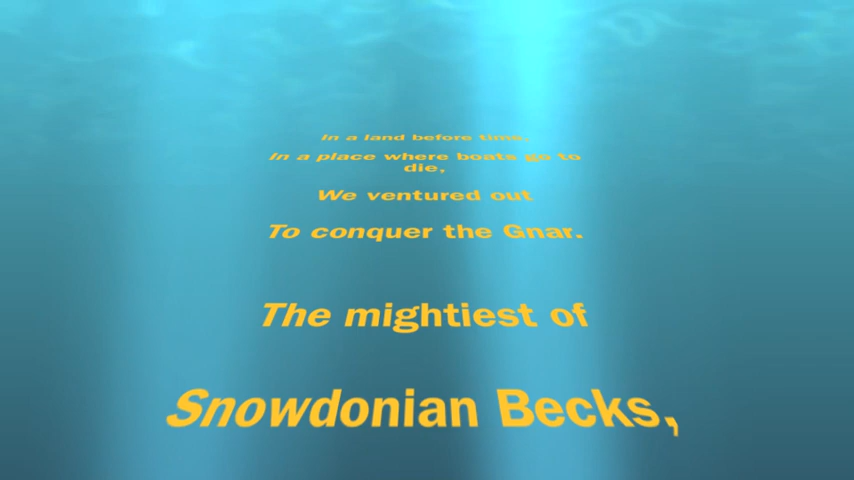 In a land before time,
In a place where boats go to
die,
We ventured out
To conquer the Gnar.
The mightiest of
Snowdonian Becks,